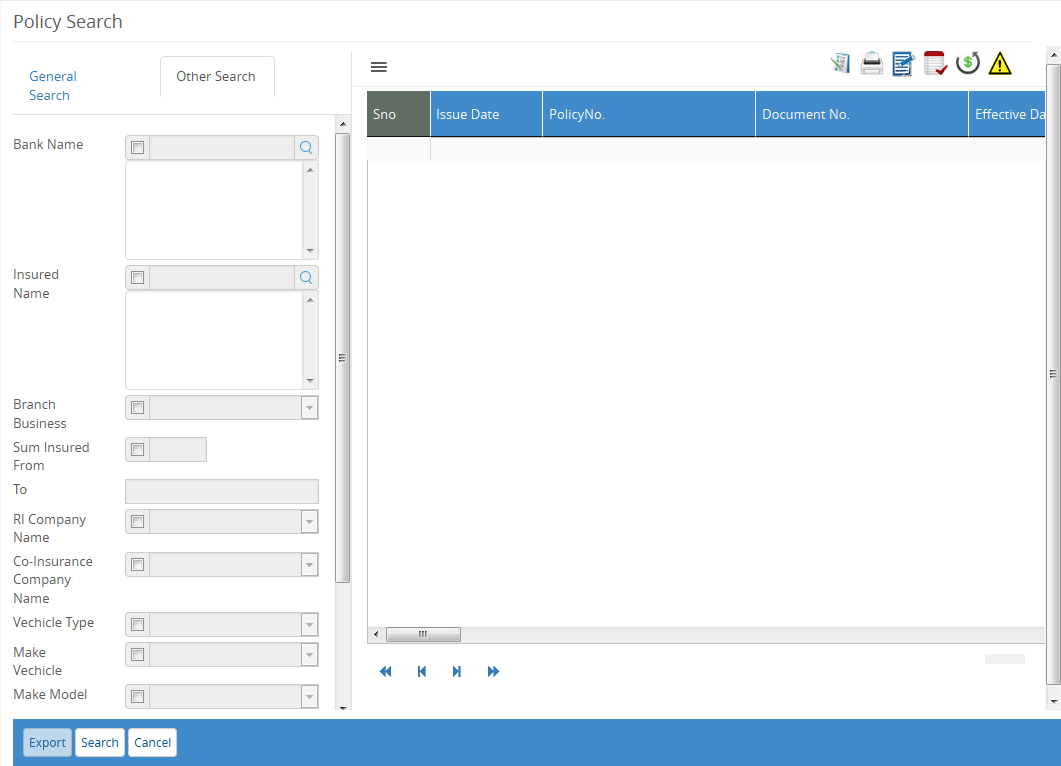 Policy Search
General
Search
Other Search
Bank Name
Insured
Name
Branch
Business
Sum Insured
From
To
RI Company
Name
Co-Insurance
Company
Name
Vechicle Type
Make
Vechicle
Make Model
Sno Issue Date PolicyNo. Document No. Effective Da
Export Search Cancel